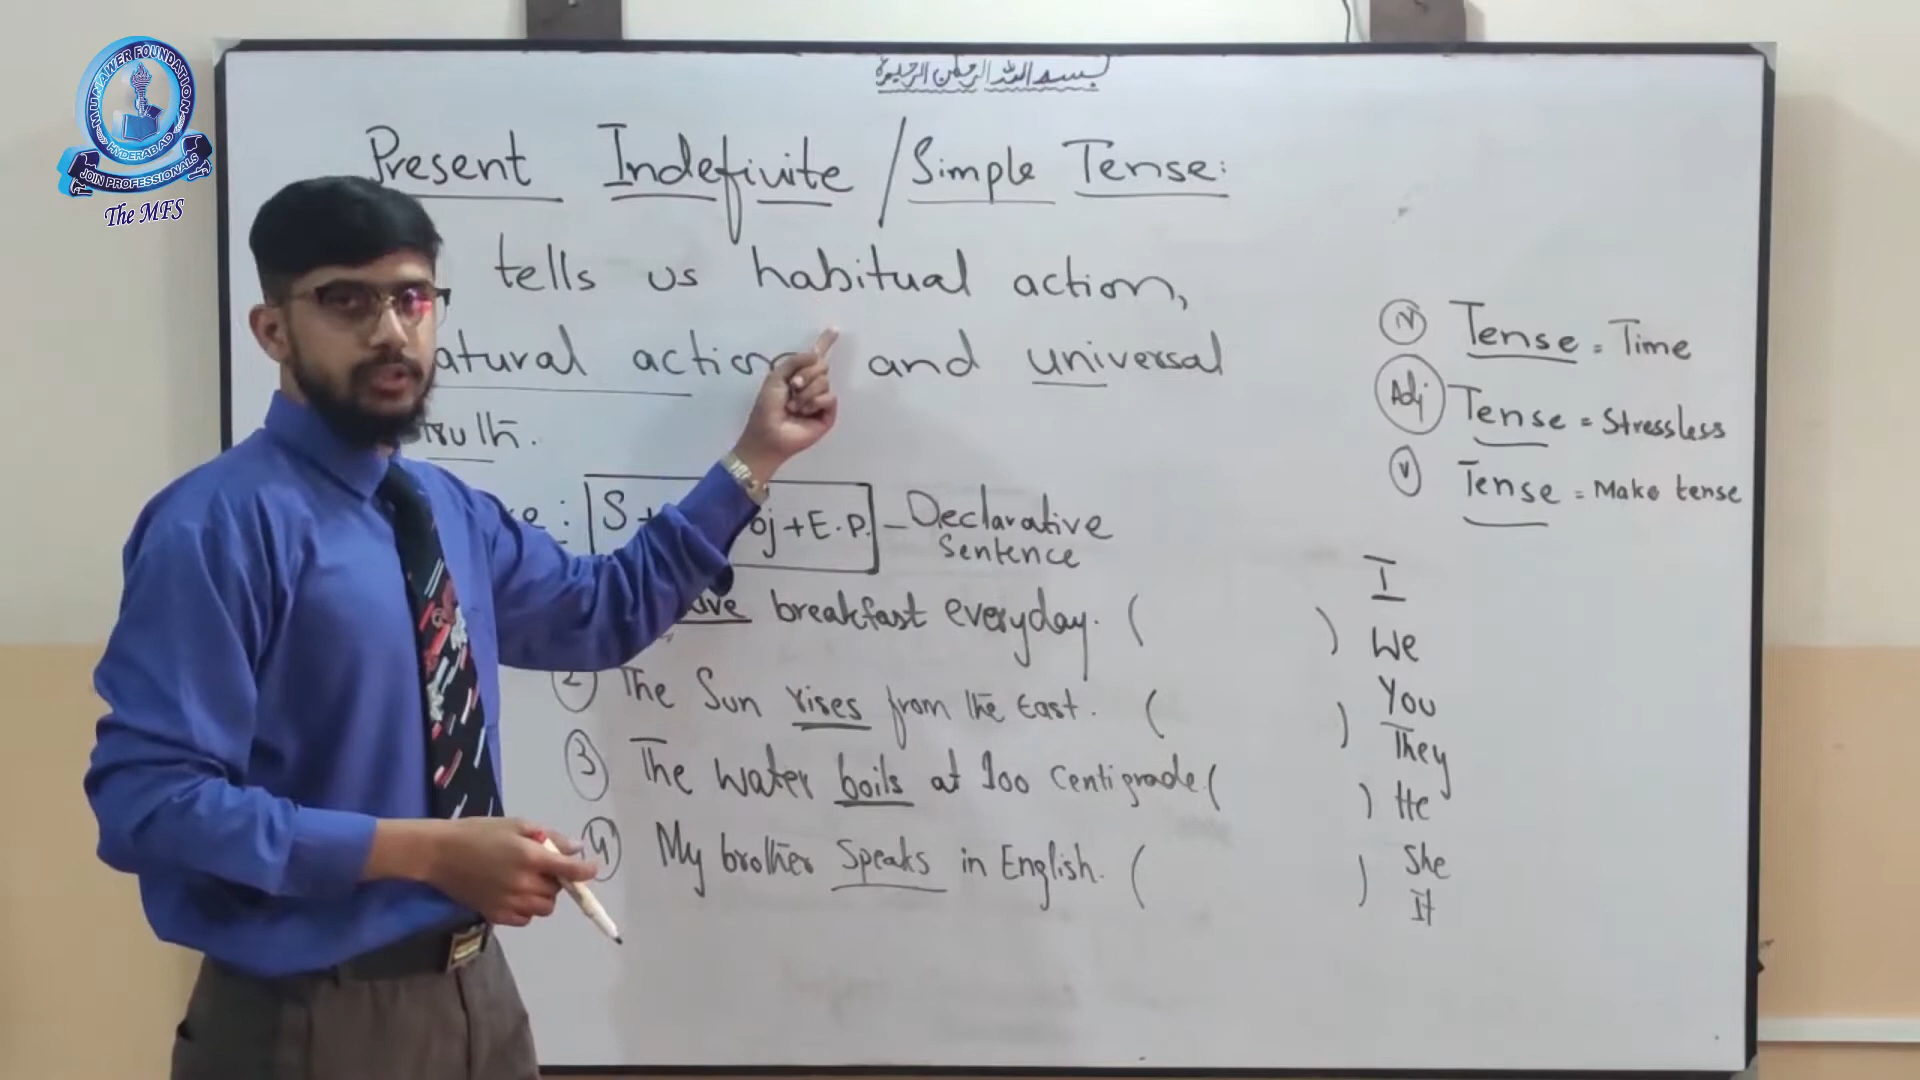 MUNAWER FOUNDATION
HYDERABAD
JOIN PROFESSIONALS
The MFS
بسم الله الرحمن الرحيم
Present Indefinite / Simple Tense:
tells us habitual action,
atural action and universal
truth.
: S + oj + E.P. - Declarative
Sentence
breakfast everyday. ( )
2 The Sun rises from the East. ( )
3 The water boils at 100 centigrade. ( )
4 My brother speaks in English. ( )
N Tense = Time
Adj Tense = Stressless
V Tense = Make tense
I
We
You
They
He
She
It